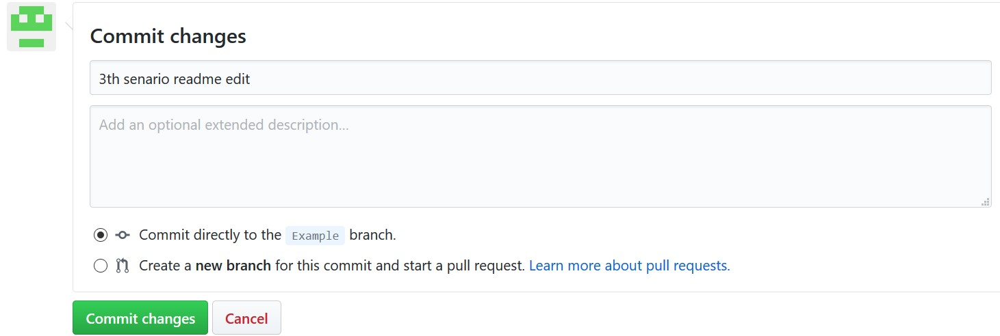 Commit changes
3th senario readme edit
Add an optional extended description...
Commit directly to the Example branch.
Create a new branch for this commit and start a pull request. Learn more about pull requests.
Commit changes Cancel